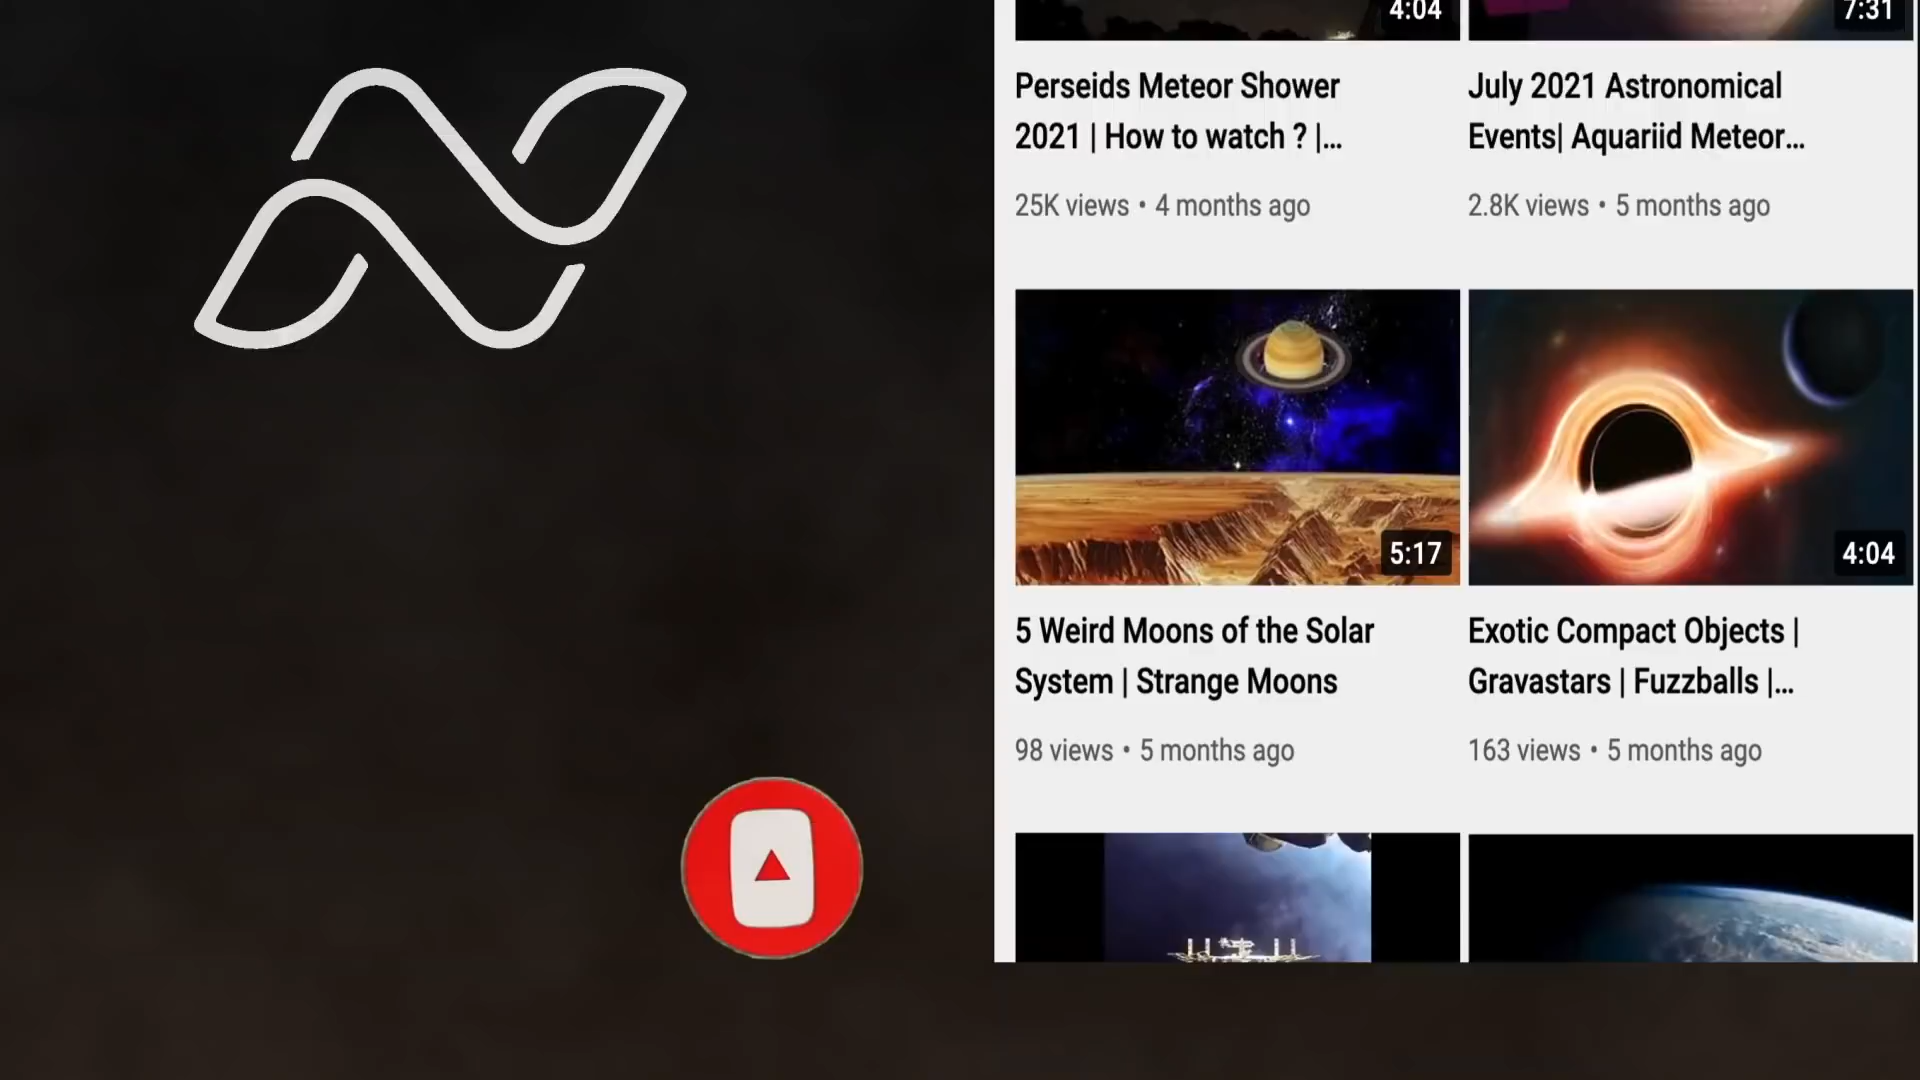 4:04
7:31
Perseids Meteor Shower
2021 | How to watch ? |...
25K views • 4 months ago
July 2021 Astronomical
Events| Aquariid Meteor...
2.8K views • 5 months ago
5:17
4:04
5 Weird Moons of the Solar
System | Strange Moons
98 views • 5 months ago
Exotic Compact Objects |
Gravastars | Fuzzballs |...
163 views • 5 months ago